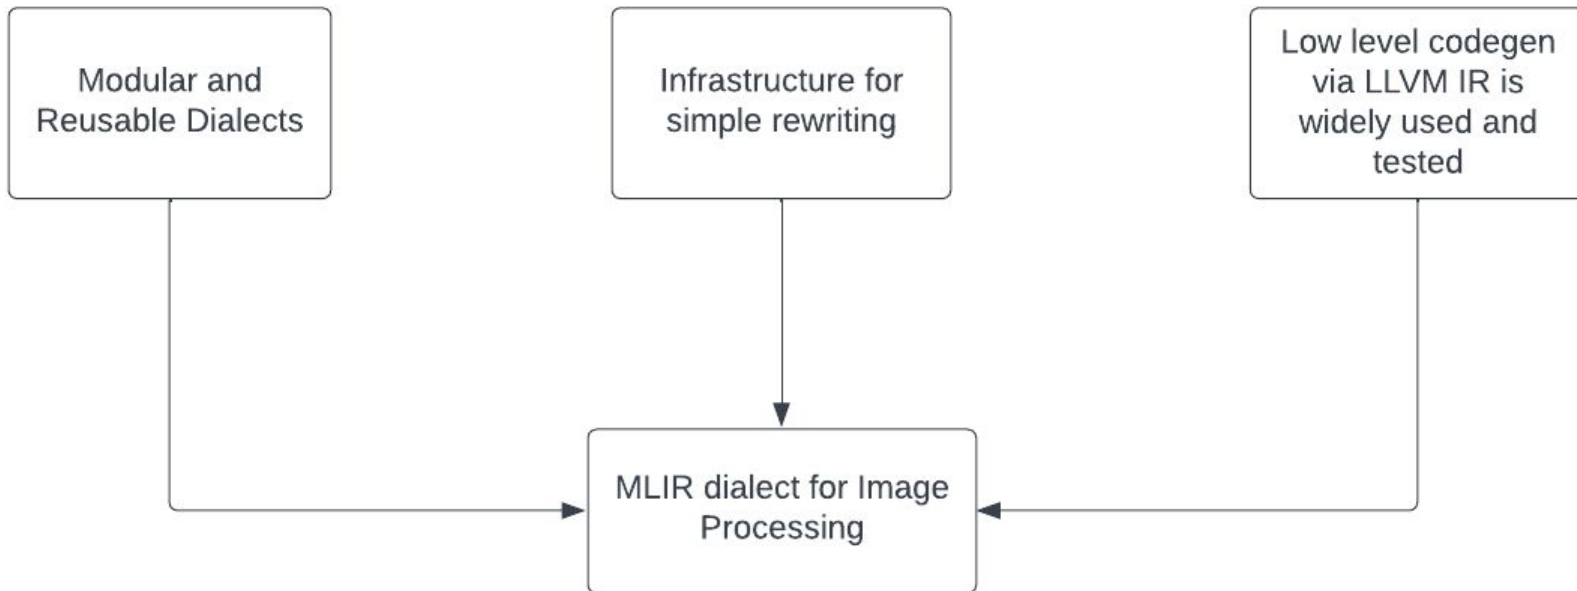 Modular and
Reusable Dialects
Infrastructure for
simple rewriting
Low level codegen
via LLVM IR is
widely used and
tested
MLIR dialect for Image
Processing